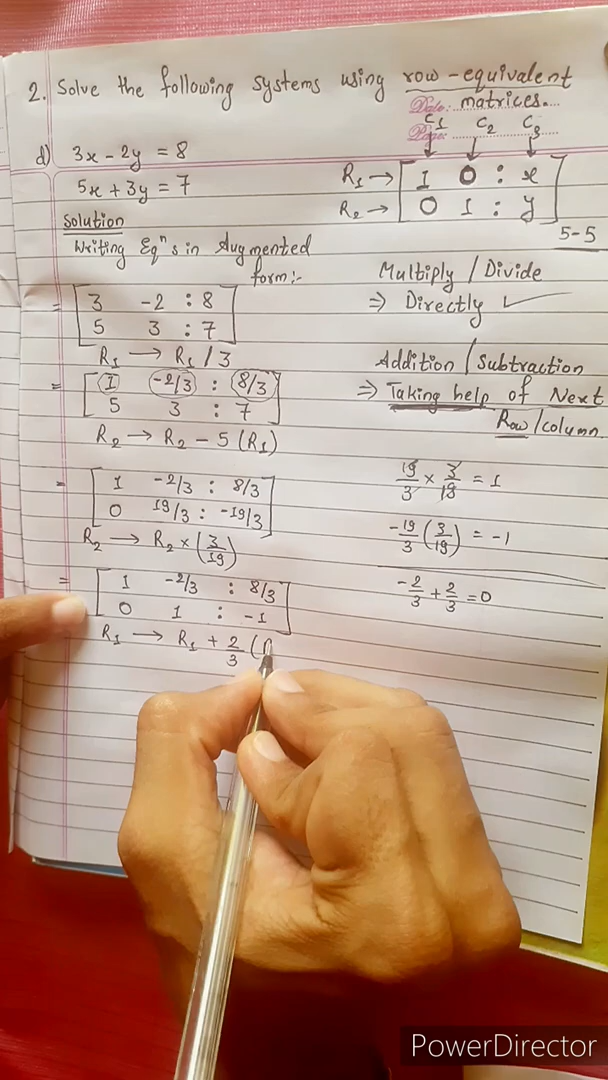 2. Solve the following Systems using row-equivalent
Date: matrices.
Page:
C1 C2 C3
d) 3x - 2y = 8
5x + 3y = 7
R1 → [ 1 0 : x ]
R2 → [ 0 1 : y ]
5-5
Solution
Writing Eqⁿs in Augmented
form:-
= [ 3 -2 : 8 ]
[ 5 3 : 7 ]
R1 → R1 / 3
= [ 1 -2/3 : 8/3 ]
[ 5 3 : 7 ]
R2 → R2 - 5 (R1)
= [ 1 -2/3 : 8/3 ]
[ 0 19/3 : -19/3 ]
R2 → R2 × (3/19)
= [ 1 -2/3 : 8/3 ]
[ 0 1 : -1 ]
R1 → R1 + 2/3 (
Multiply / Divide
⇒ Directly ✓
Addition / Subtraction
⇒ Taking help of Next
Row/column
19/3 × 3/19 = 1
-19/3 (3/19) = -1
-2/3 + 2/3 = 0
PowerDirector